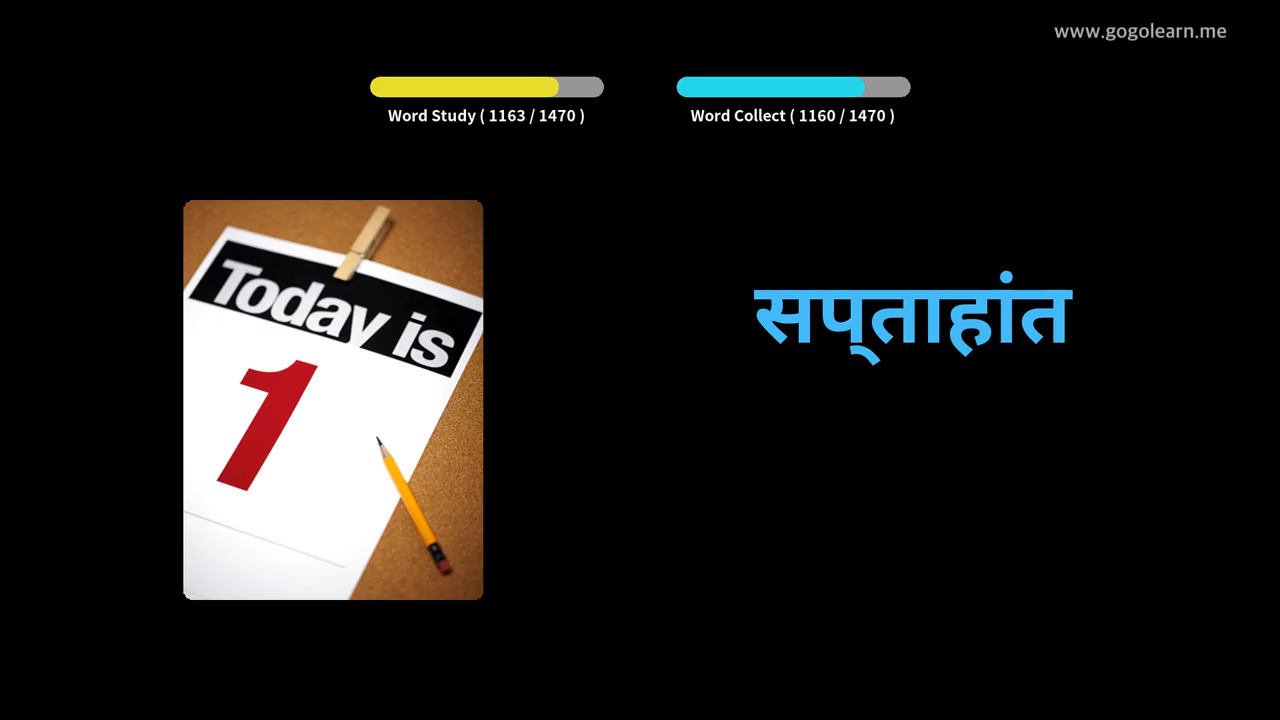 www.gogolearn.me
Word Study ( 1163 / 1470 )
Word Collect ( 1160 / 1470 )
Today is
1
सप्ताहांत